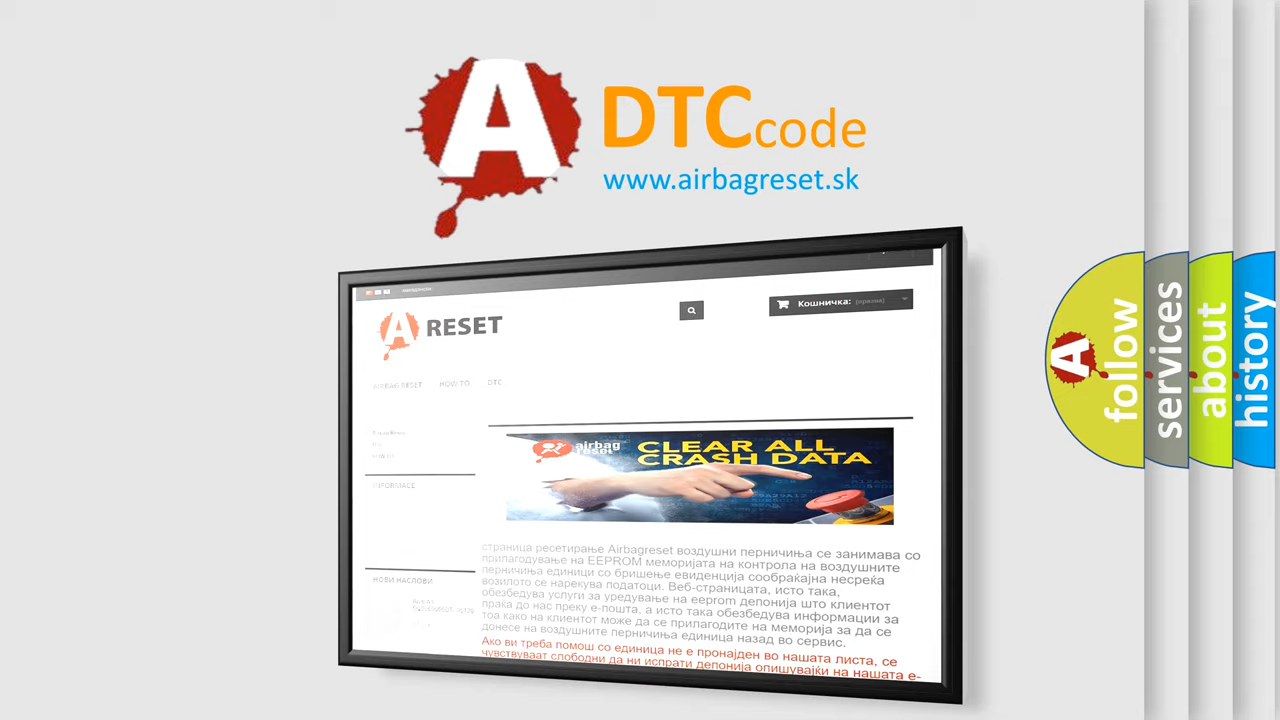 A
DTCcode
www.airbagreset.sk
A RESET
Кошничка: (празна)
AIRBAG RESET HOW TO DTC
airbag
reset
CLEAR ALL
CRASH DATA
INFORMACE
страница ресетирање Airbagreset воздушни перничиња се занимава со
прилагодување на EEPROM меморијата на контрола на воздушните
перничиња единици со бришење евиденција сообраќајна несреќа
возилото се нарекува податоци. Веб-страницата, исто така,
обезбедува услуги за уредување на eeprom депонија што клиентот
праќа до нас преку е-пошта, а исто така обезбедува информации за
тоа како на клиентот може да се прилагодите на меморија за да се
донесе на воздушните перничиња единица назад во сервис.
Ако ви треба помош со единица не е пронајден во нашата листа, се
чувствуваат слободни да ни испрати депонија опишувајќи на нашата е-
НОВИ НАСЛОВИ
A
follow
services
about
history